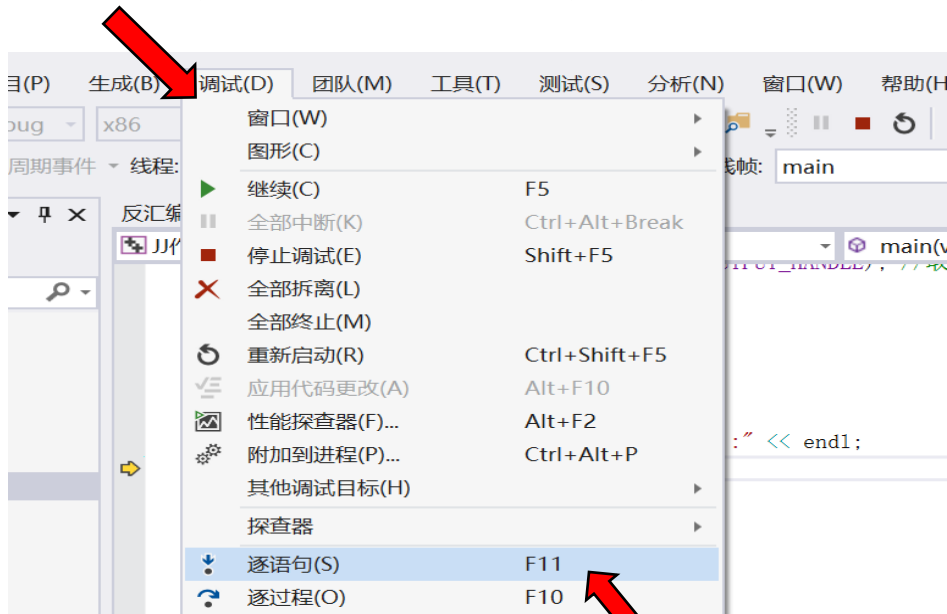 目(P) 生成(B) 调试(D) 团队(M) 工具(T) 测试(S) 分析(N) 窗口(W) 帮助(H
bug x86
周期事件 线程: 栈帧: main
反汇编
JJ作 main(v
窗口(W)
图形(C)
继续(C) F5
全部中断(K) Ctrl+Alt+Break
停止调试(E) Shift+F5
全部拆离(L)
全部终止(M)
重新启动(R) Ctrl+Shift+F5
应用代码更改(A) Alt+F10
性能探查器(F)... Alt+F2
附加到进程(P)... Ctrl+Alt+P
其他调试目标(H)
探查器
逐语句(S) F11
逐过程(O) F10
TPUT_HANDLE); //取
:" << endl;